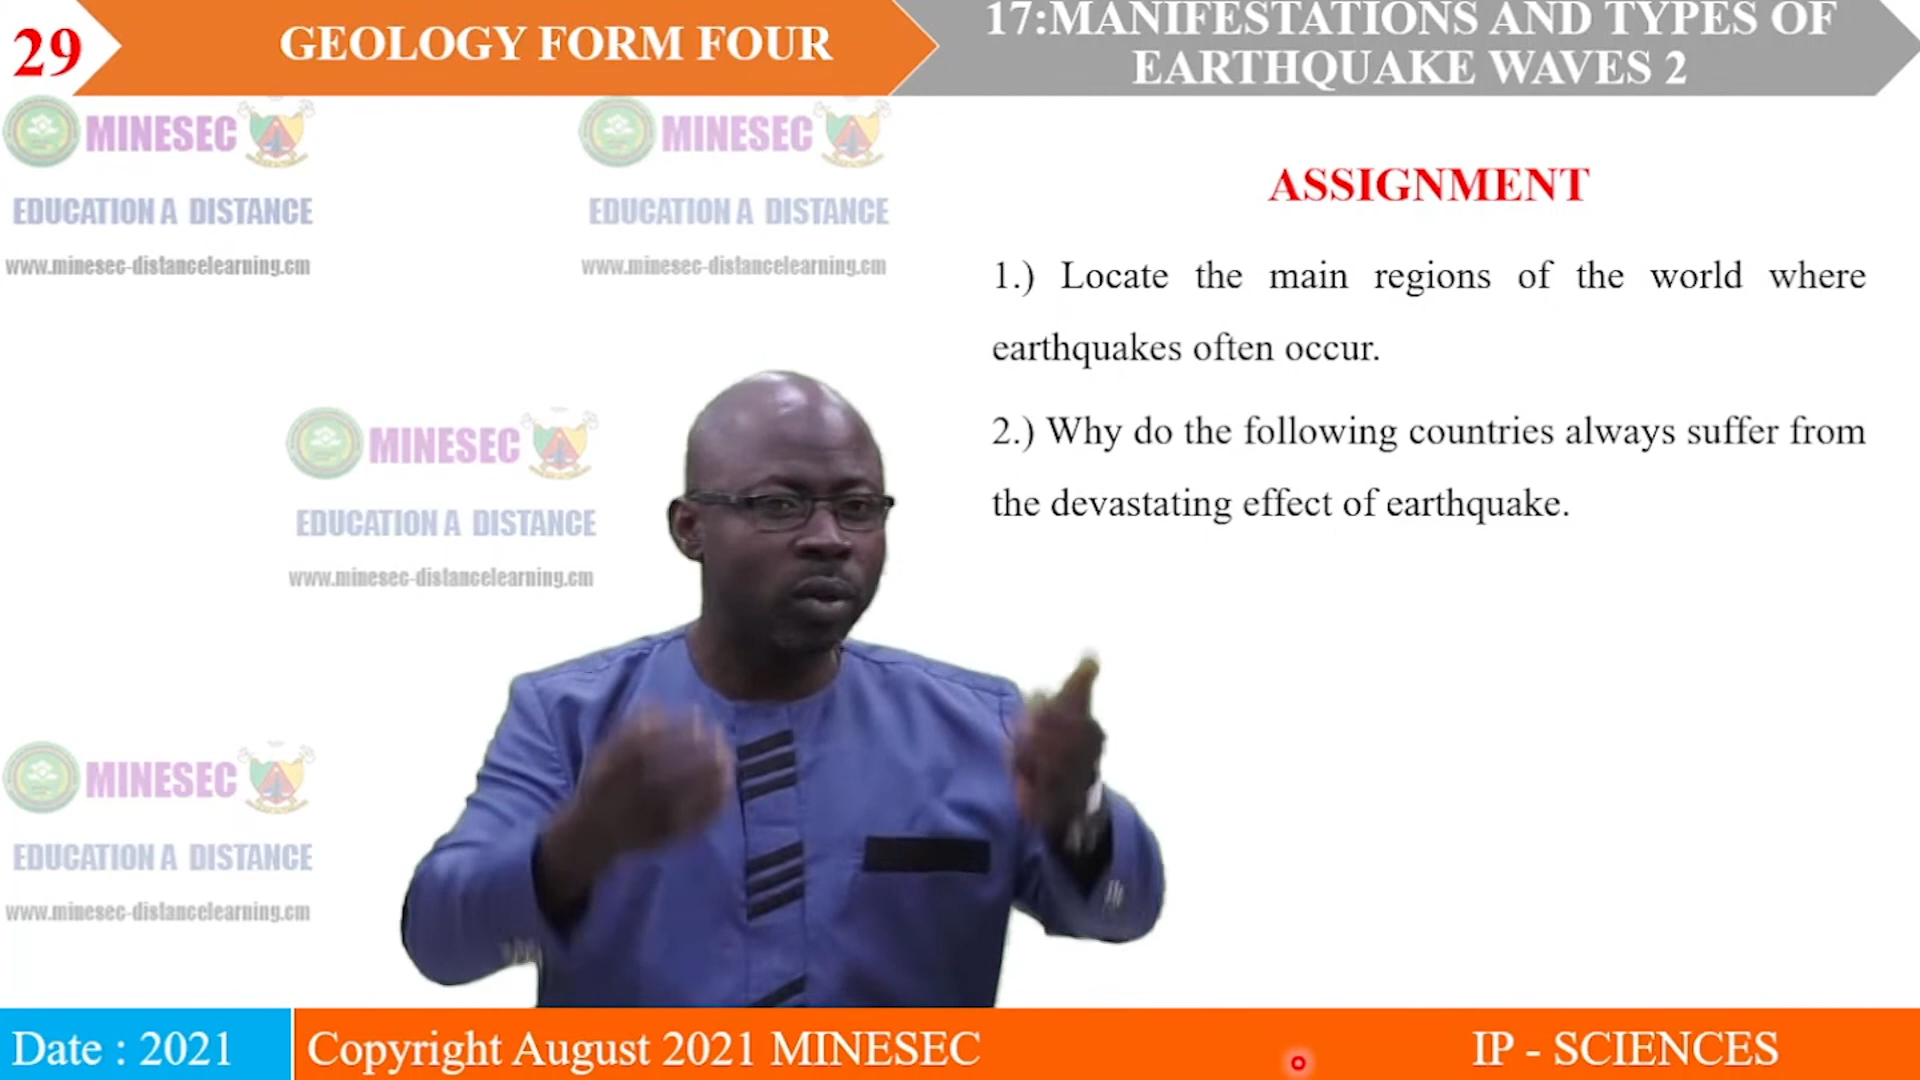 29
GEOLOGY FORM FOUR
17:MANIFESTATIONS AND TYPES OF
EARTHQUAKE WAVES 2
MINESEC
EDUCATION A DISTANCE
www.minesec-distancelearning.cm
MINESEC
EDUCATION A DISTANCE
www.minesec-distancelearning.cm
ASSIGNMENT
1.) Locate the main regions of the world where
earthquakes often occur.
2.) Why do the following countries always suffer from
the devastating effect of earthquake.
MINESEC
EDUCATION A DISTANCE
www.minesec-distancelearning.cm
MINESEC
EDUCATION A DISTANCE
www.minesec-distancelearning.cm
Date : 2021
Copyright August 2021 MINESEC
IP - SCIENCES